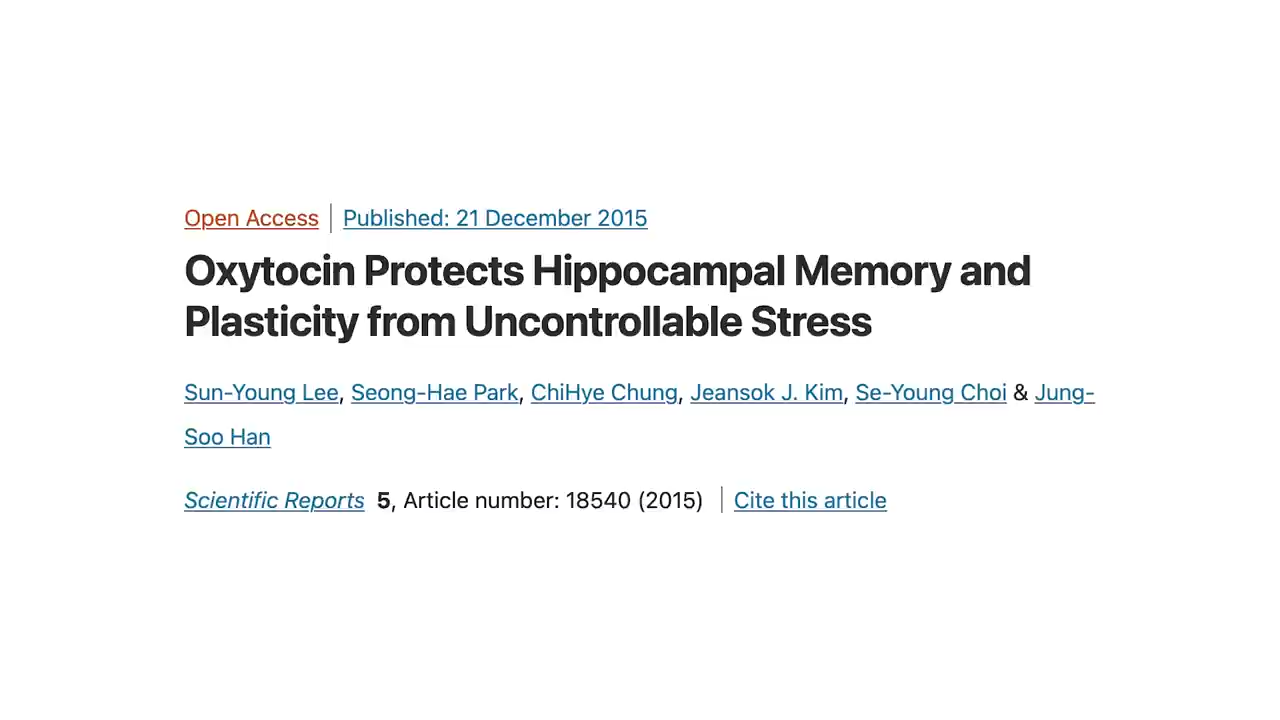 Open Access | Published: 21 December 2015
Oxytocin Protects Hippocampal Memory and
Plasticity from Uncontrollable Stress
Sun-Young Lee, Seong-Hae Park, ChiHye Chung, Jeansok J. Kim, Se-Young Choi & Jung-
Soo Han
Scientific Reports 5, Article number: 18540 (2015) | Cite this article